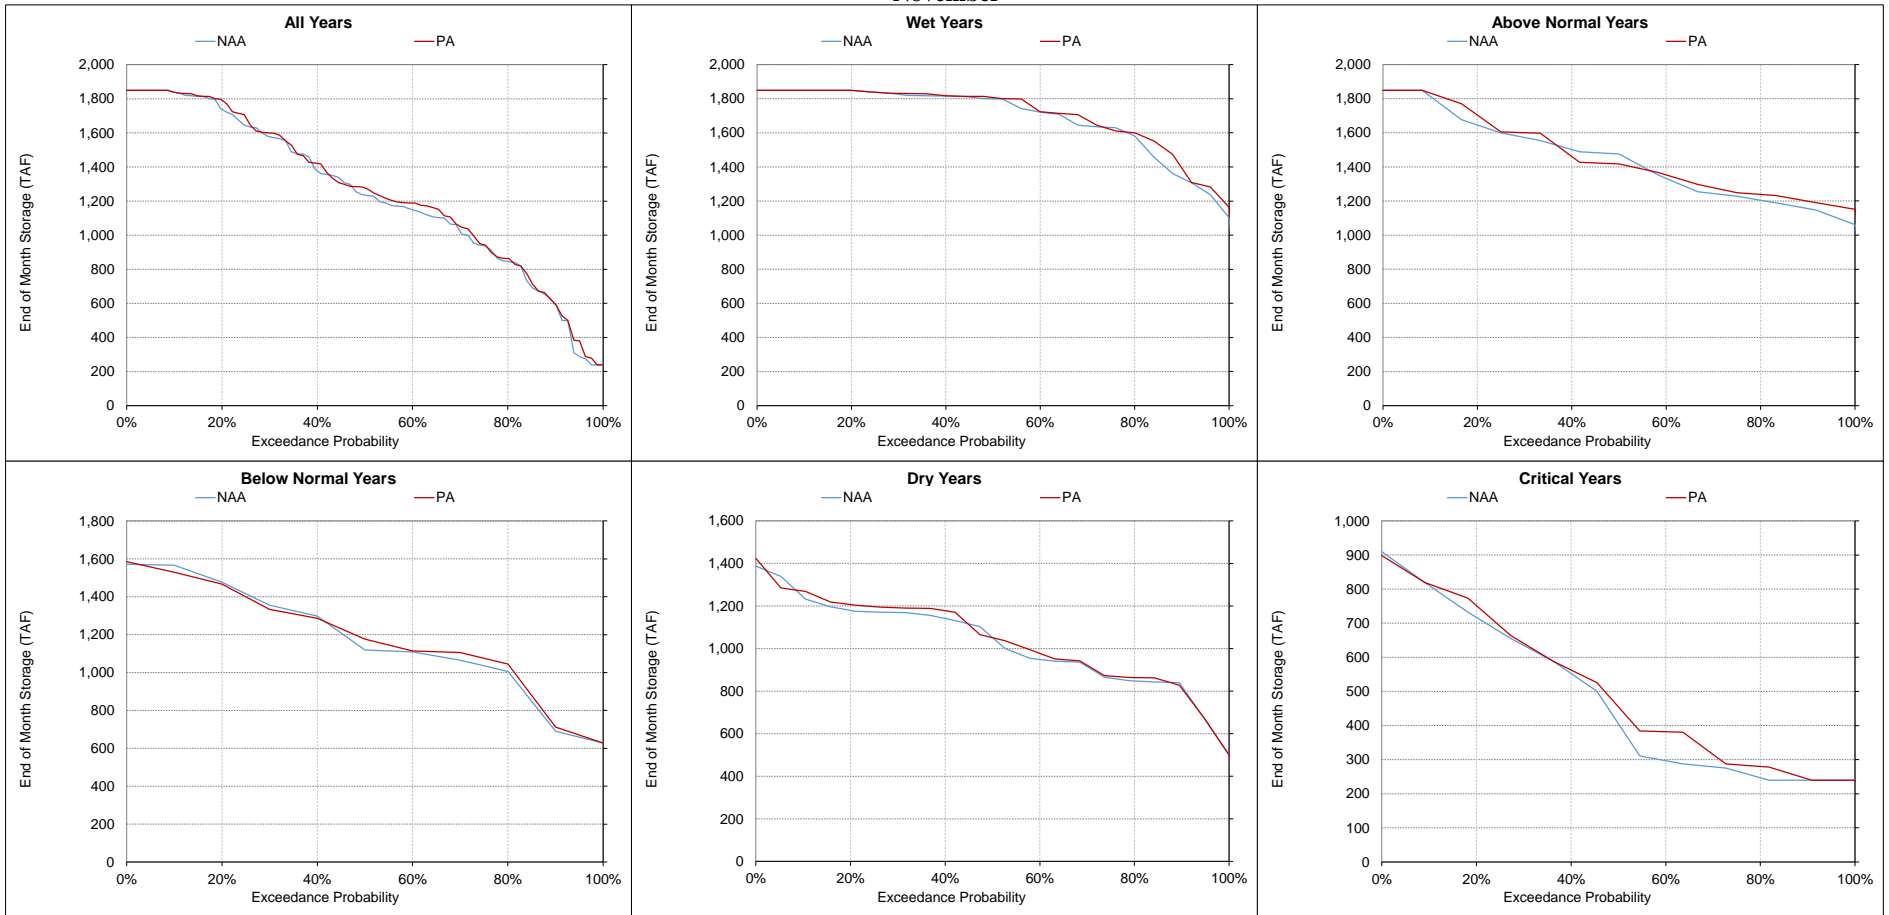 All Years
NAA PA
2,000
1,800
1,600
1,400
1,200
1,000
800
600
400
200
0
End of Month Storage (TAF)
0% 20% 40% 60% 80% 100%
Exceedance Probability
Wet Years
NAA PA
2,000
1,800
1,600
1,400
1,200
1,000
800
600
400
200
0
End of Month Storage (TAF)
0% 20% 40% 60% 80% 100%
Exceedance Probability
Above Normal Years
NAA PA
2,000
1,800
1,600
1,400
1,200
1,000
800
600
400
200
0
End of Month Storage (TAF)
0% 20% 40% 60% 80% 100%
Exceedance Probability
Below Normal Years
NAA PA
1,800
1,600
1,400
1,200
1,000
800
600
400
200
0
End of Month Storage (TAF)
0% 20% 40% 60% 80% 100%
Exceedance Probability
Dry Years
NAA PA
1,600
1,400
1,200
1,000
800
600
400
200
0
End of Month Storage (TAF)
0% 20% 40% 60% 80% 100%
Exceedance Probability
Critical Years
NAA PA
1,000
900
800
700
600
500
400
300
200
100
0
End of Month Storage (TAF)
0% 20% 40% 60% 80% 100%
Exceedance Probability